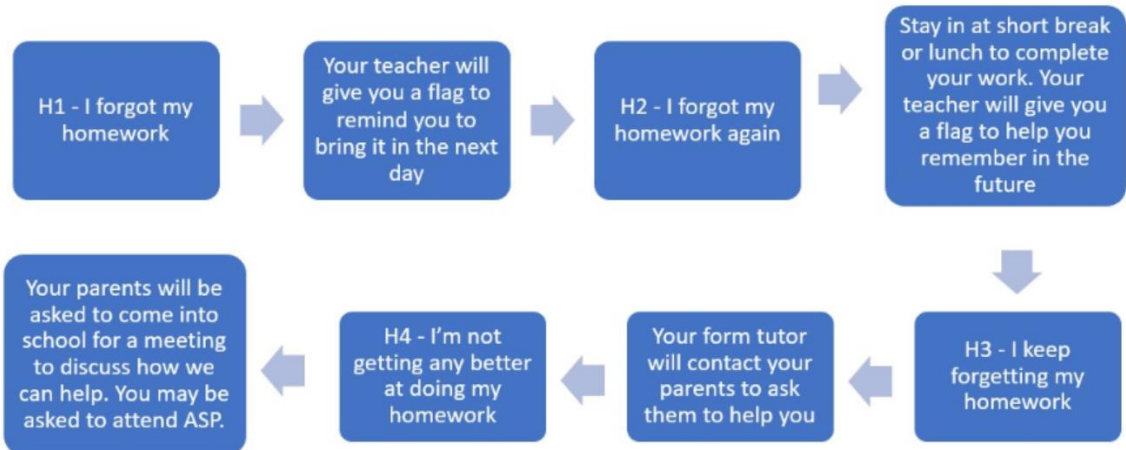 H1 - I forgot my
homework
Your teacher will
give you a flag to
remind you to
bring it in the next
day
H2 - I forgot my
homework again
Stay in at short break
or lunch to complete
your work. Your
teacher will give you
a flag to help you
remember in the
future
H3 - I keep
forgetting my
homework
Your form tutor
will contact your
parents to ask
them to help you
H4 - I’m not
getting any better
at doing my
homework
Your parents will be
asked to come into
school for a meeting
to discuss how we
can help. You may be
asked to attend ASP.